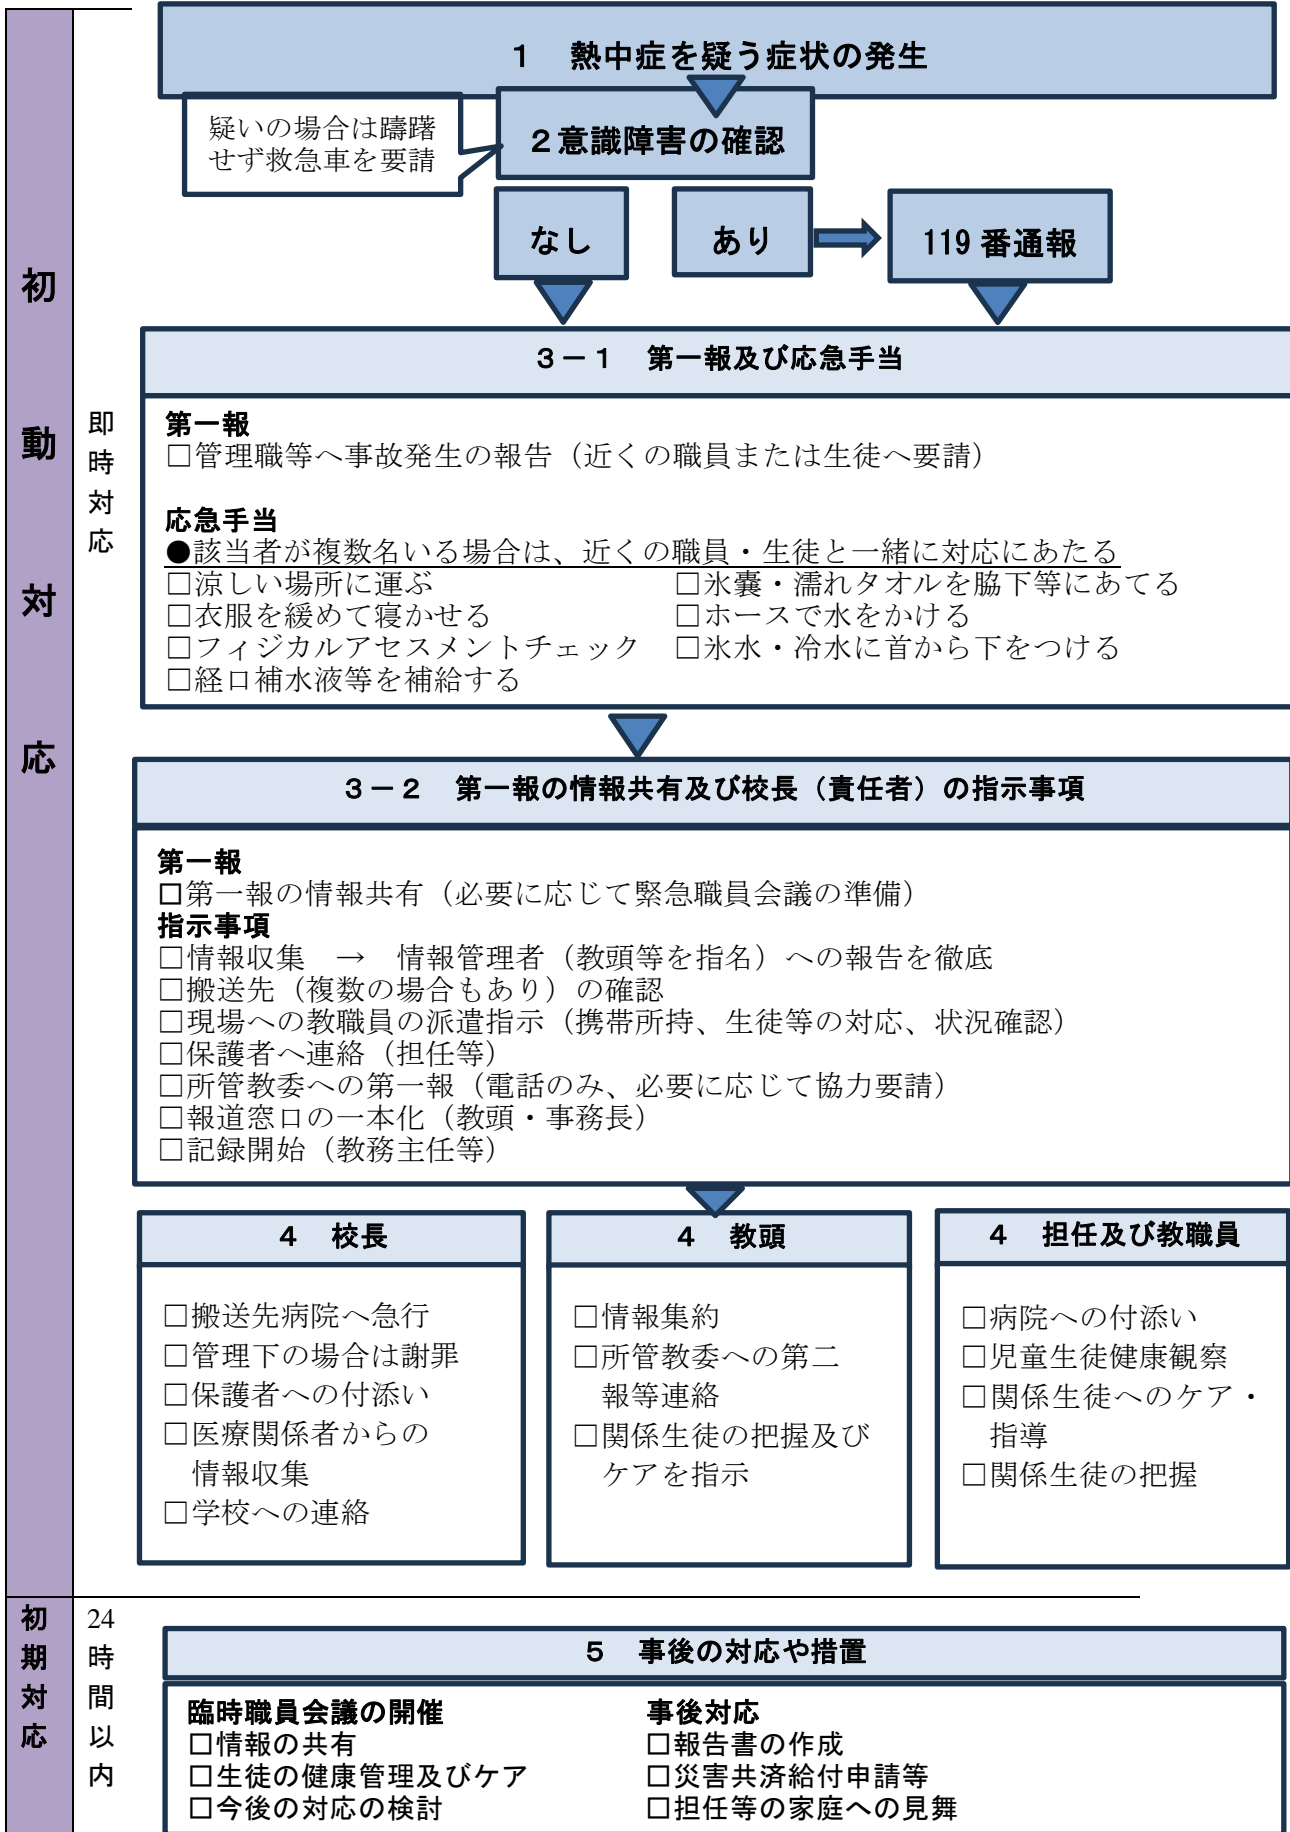 1　熱中症を疑う症状の発生
疑いの場合は躊躇
せず救急車を要請
2意識障害の確認
なし
あり
119番通報
初動対応
即時対応
3－1　第一報及び応急手当
第一報
□管理職等へ事故発生の報告（近くの職員または生徒へ要請）
応急手当
●該当者が複数名いる場合は、近くの職員・生徒と一緒に対応にあたる
□涼しい場所に運ぶ　□氷嚢・濡れタオルを脇下等にあてる
□衣服を緩めて寝かせる　□ホースで水をかける
□フィジカルアセスメントチェック　□氷水・冷水に首から下をつける
□経口補水液等を補給する
3－2　第一報の情報共有及び校長（責任者）の指示事項
第一報
□第一報の情報共有（必要に応じて緊急職員会議の準備）
指示事項
□情報収集　→　情報管理者（教頭等を指名）への報告を徹底
□搬送先（複数の場合もあり）の確認
□現場への教職員の派遣指示（携帯所持、生徒等の対応、状況確認）
□保護者へ連絡（担任等）
□所管教委への第一報（電話のみ、必要に応じて協力要請）
□報道窓口の一本化（教頭・事務長）
□記録開始（教務主任等）
4　校長
□搬送先病院へ急行
□管理下の場合は謝罪
□保護者への付添い
□医療関係者からの
情報収集
□学校への連絡
4　教頭
□情報集約
□所管教委への第二
報等連絡
□関係生徒の把握及び
ケアを指示
4　担任及び教職員
□病院への付添い
□児童生徒健康観察
□関係生徒へのケア・
指導
□関係生徒の把握
初期対応
24時間以内
5　事後の対応や措置
臨時職員会議の開催
□情報の共有
□生徒の健康管理及びケア
□今後の対応の検討
事後対応
□報告書の作成
□災害共済給付申請等
□担任等の家庭への見舞